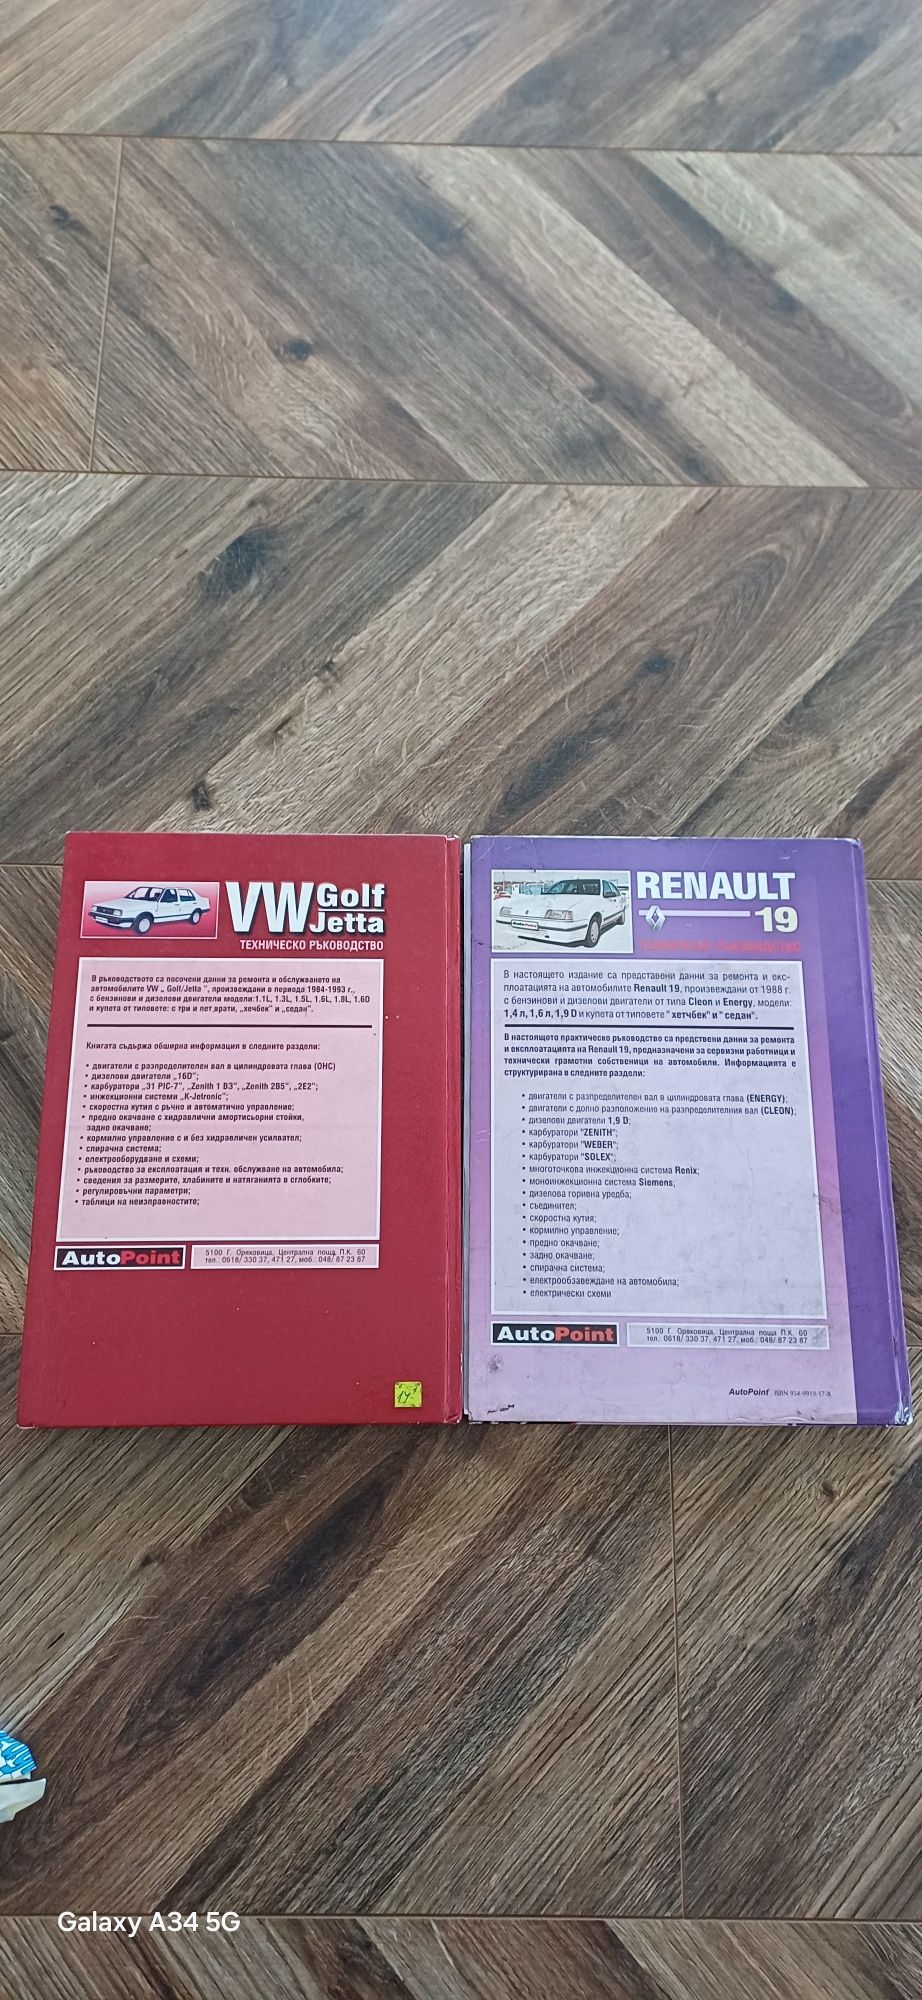 VW Golf
Jetta
ТЕХНИЧЕСКО РЪКОВОДСТВО
В ръководството са посочени данни за ремонта и обслужването на
автомобилите VW „ Golf/Jetta ”, произвеждани в периода 1984-1993 г.,
с бензинови и дизелови двигатели модели:1.1L, 1.3L, 1.5L, 1.6L, 1.8L, 1.6D
и купета от типовете: с три и пет врати, „хечбек” и „седан”.
Книгата съдържа обширна информация в следните раздели:
• двигатели с разпределителен вал в цилиндровата глава (OHC)
• дизелови двигатели „16D”;
• карбуратори „31 PIC-7”, „Zenith 1 B3”, „Zenith 2B5”, „2E2”;
• инжекционни системи „K-Jetronic”;
• скоростна кутия с ръчно и автоматично управление;
• предно окачване с хидравлични амортисьорни стойки,
задно окачване;
• кормилно управление с и без хидравличен усилвател;
• спирачна система;
• електрооборудване и схеми;
• ръководство за експлоатация и техн. обслужване на автомобила;
• сведения за размерите, хлабините и натяганията в сглобките;
• регулировъчни параметри;
• таблици на неизправностите;
AutoPoint
5100 Г. Оряховица, Централна поща, П.К. 60
тел.: 0618/ 330 37, 471 27, моб.: 048/ 87 23 87
RENAULT
19
ТЕХНИЧЕСКО РЪКОВОДСТВО
В настоящето издание са представени данни за ремонта и екс-
плоатацията на автомобилите Renault 19, произвеждани от 1988 г.
с бензинови и дизелови двигатели от типа Cleon и Energy, модели:
1,4 л, 1,6 л, 1,9 D и купета от типовете " хетчбек" и " седан".
В настоящото практическо ръководство са предствени данни за ремонта
и експлоатацията на Renault 19, предназначени за сервизни работници и
технически грамотни собственици на автомобили. Информацията е
структурирана в следните раздели:
• двигатели с разпределителен вал в цилиндровата глава (ENERGY);
• двигатели с долно разположение на разпределителния вал (CLEON);
• дизелови двигатели 1,9 D;
• карбуратори "ZENITH";
• карбуратори "WEBER";
• карбуратори "SOLEX";
• многоточкова инжекционна система Renix;
• моноинжекционна система Siemens;
• дизелова горивна уредба;
• съединител;
• скоростна кутия;
• кормилно управление;
• предно окачване;
• задно окачване;
• спирачна система;
• електрообзавеждане на автомобила;
• електрически схеми
AutoPoint
5100 Г. Оряховица, Централна поща П.К. 60
тел.: 0618/ 330 37, 471 27, моб.: 048/ 87 23 87
AutoPoint ISBN 954-9919-17-X
Galaxy A34 5G